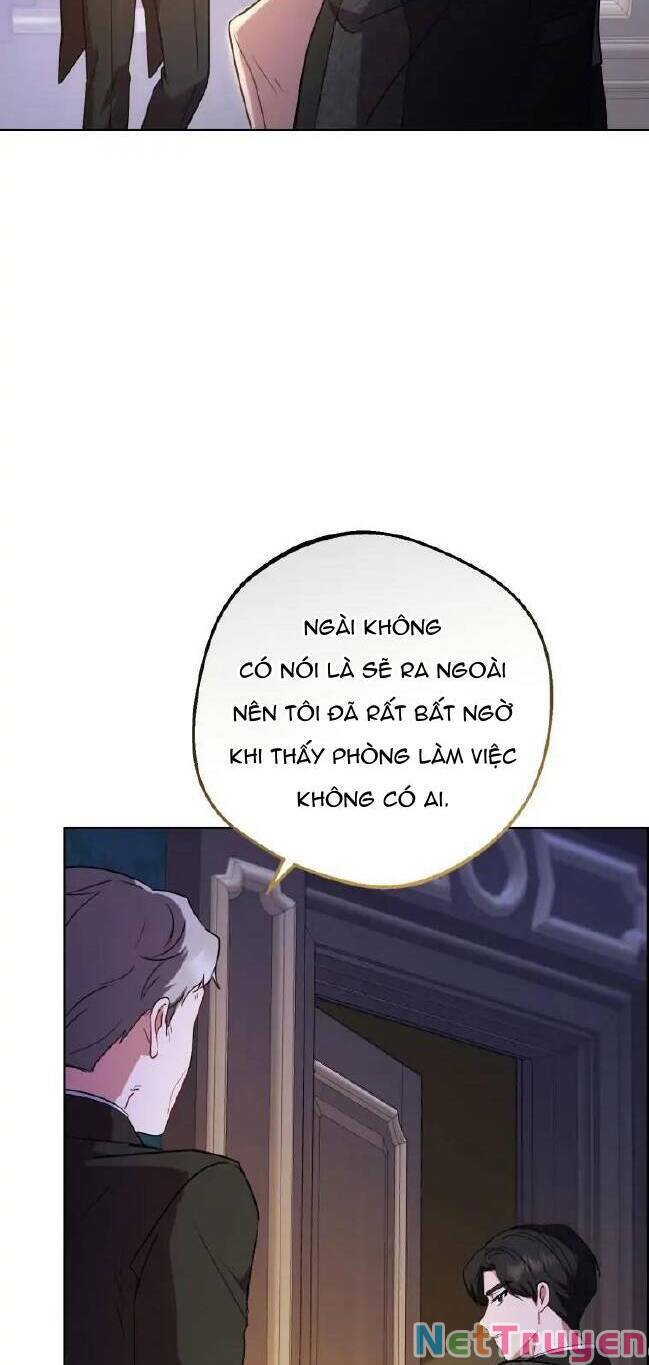 NGÀI KHÔNG
CÓ NÓI LÀ SẼ RA NGOÀI
NÊN TÔI ĐÃ RẤT BẤT NGỜ
KHI THẤY PHÒNG LÀM VIỆC
KHÔNG CÓ AI.
NetTruyen